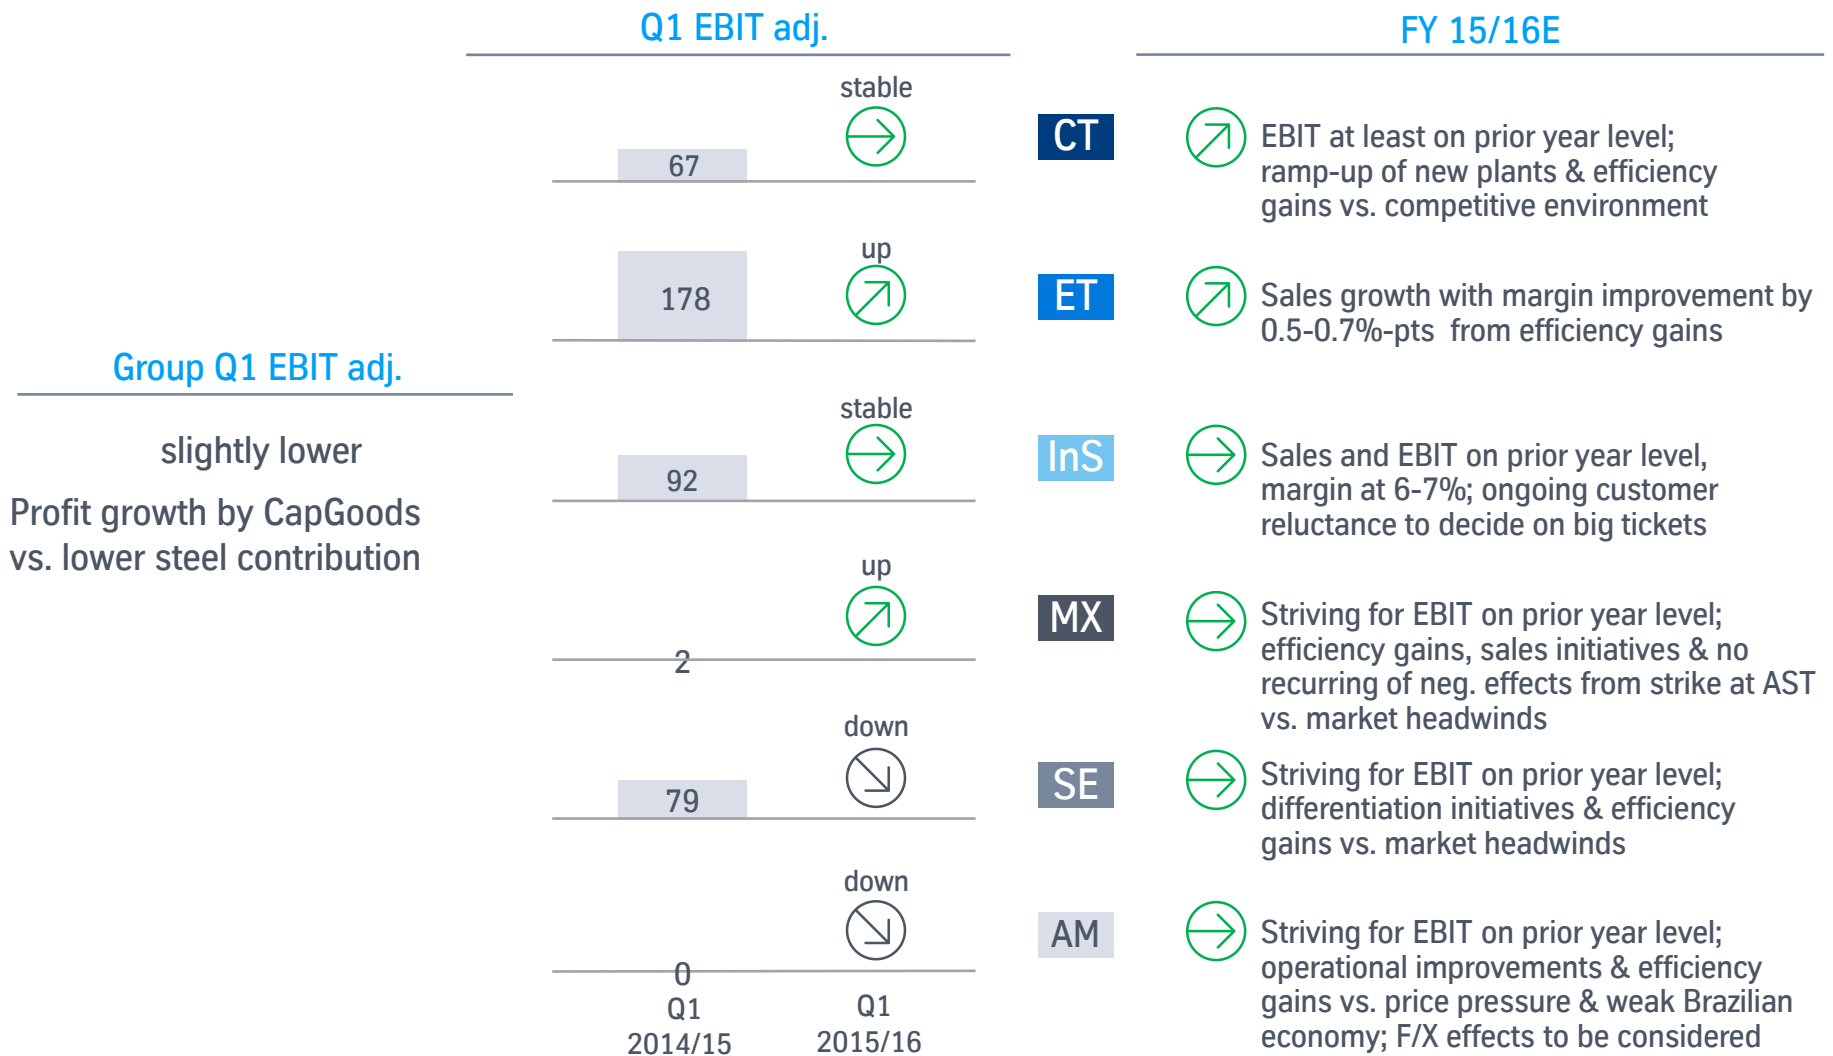 Group Q1 EBIT adj.
slightly lower
Profit growth by CapGoods
vs. lower steel contribution
Q1 EBIT adj.
FY 15/16E
stable
67
CT
EBIT at least on prior year level;
ramp-up of new plants & efficiency
gains vs. competitive environment
up
178
ET
Sales growth with margin improvement by
0.5-0.7%-pts from efficiency gains
stable
92
InS
Sales and EBIT on prior year level,
margin at 6-7%; ongoing customer
reluctance to decide on big tickets
up
2
MX
Striving for EBIT on prior year level;
efficiency gains, sales initiatives & no
recurring of neg. effects from strike at AST
vs. market headwinds
down
79
SE
Striving for EBIT on prior year level;
differentiation initiatives & efficiency
gains vs. market headwinds
down
0
AM
Striving for EBIT on prior year level;
operational improvements & efficiency
gains vs. price pressure & weak Brazilian
economy; F/X effects to be considered
Q1
2014/15
Q1
2015/16